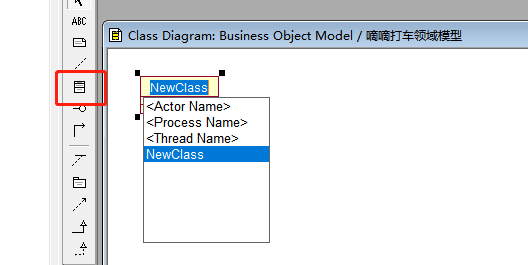 ABC
Class Diagram: Business Object Model / 嘀嘀打车领域模型
NewClass
<Actor Name>
<Process Name>
<Thread Name>
NewClass